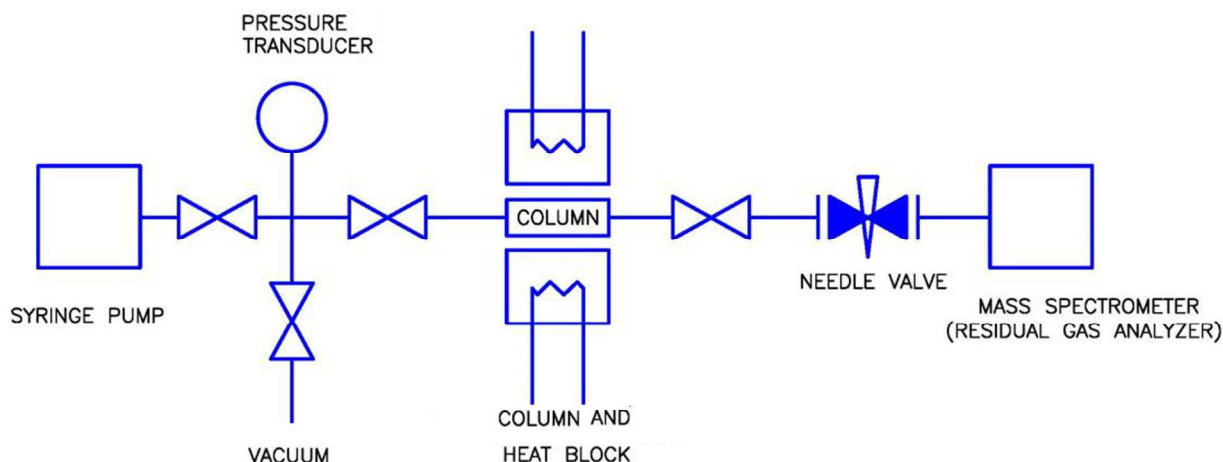 PRESSURE
TRANSDUCER
COLUMN
SYRINGE PUMP
NEEDLE VALVE
MASS SPECTROMETER
(RESIDUAL GAS ANALYZER)
VACUUM
COLUMN AND
HEAT BLOCK